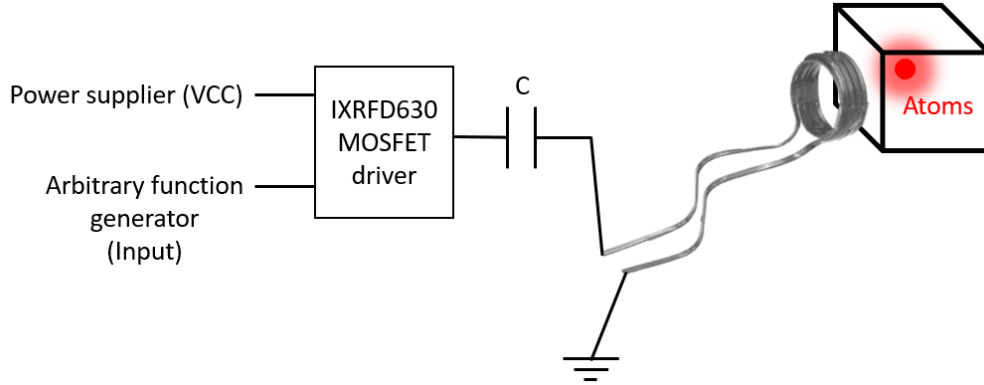 Power supplier (VCC)
Arbitrary function
generator
(Input)
IXRFD630
MOSFET
driver
C
Atoms